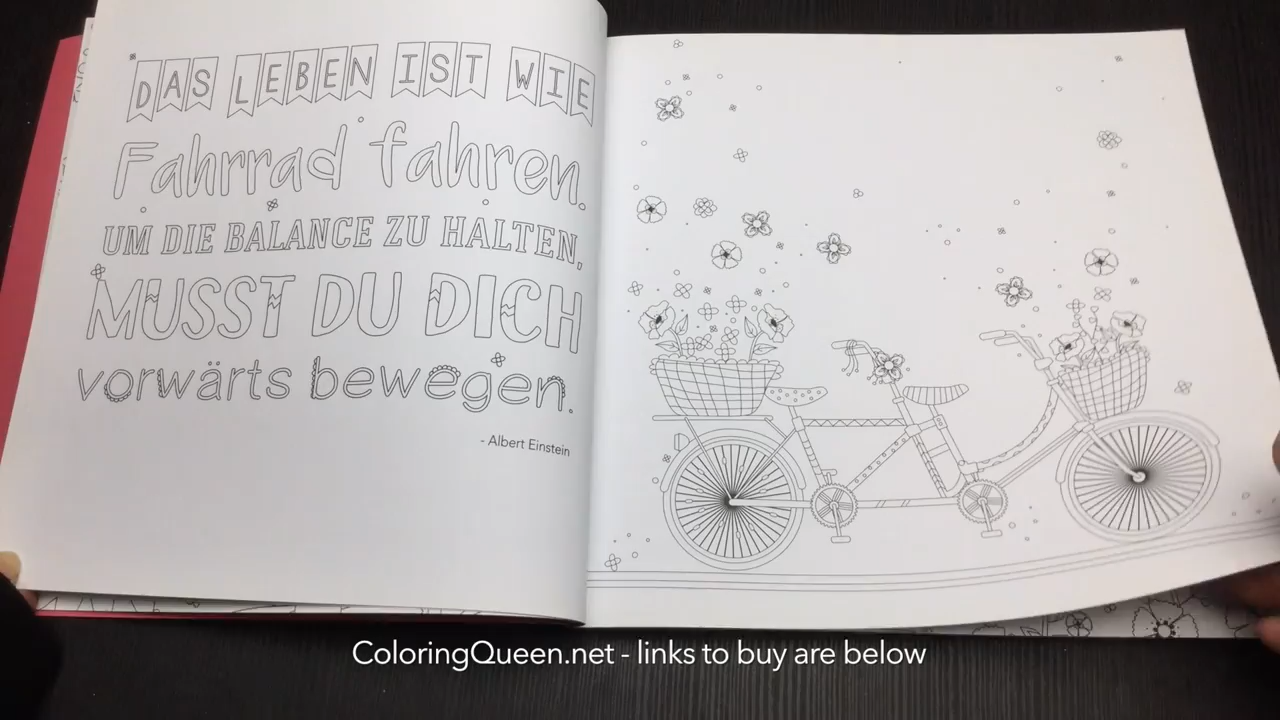 DAS LEBEN IST WIE
Fahrrad fahren.
UM DIE BALANCE ZU HALTEN,
MUSST DU DICH
vorwärts bewegen.
- Albert Einstein
ColoringQueen.net - links to buy are below